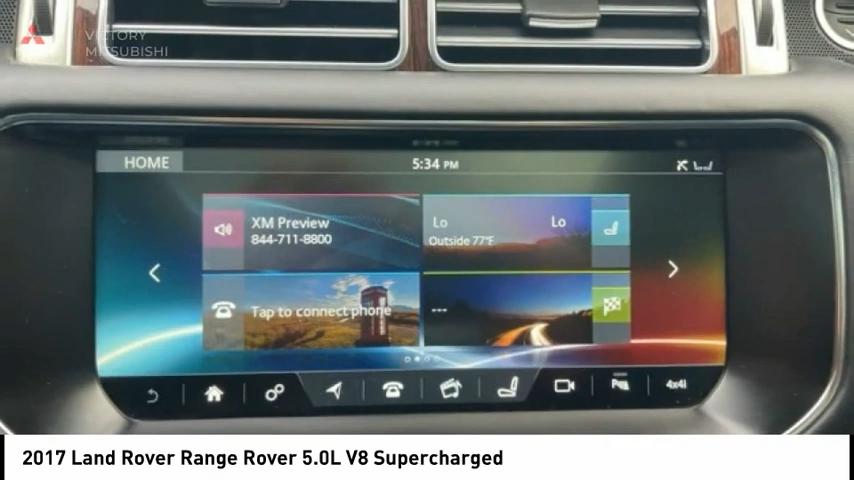 VICTORY
MITSUBISHI
HOME
5:34 PM
XM Preview
844-711-8800
Lo
Lo
Outside 77°F
Tap to connect phone
---
4x4i
2017 Land Rover Range Rover 5.0L V8 Supercharged